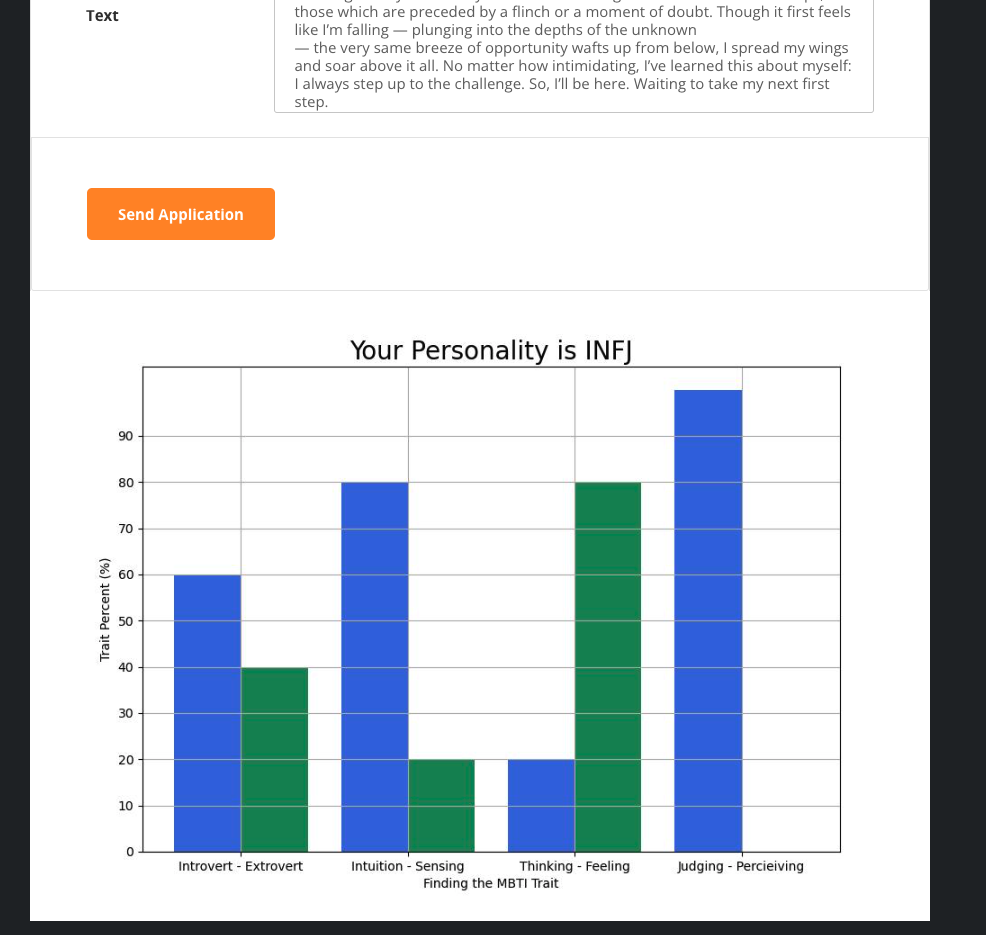 Text
those which are preceded by a flinch or a moment of doubt. Though it first feels
like I'm falling — plunging into the depths of the unknown
— the very same breeze of opportunity wafts up from below, I spread my wings
and soar above it all. No matter how intimidating, I've learned this about myself:
I always step up to the challenge. So, I'll be here. Waiting to take my next first
step.
Send Application
Your Personality is INFJ
90
80
70
60
50
40
30
20
10
0
Trait Percent (%)
Introvert - Extrovert
Intuition - Sensing
Thinking - Feeling
Judging - Percieiving
Finding the MBTI Trait